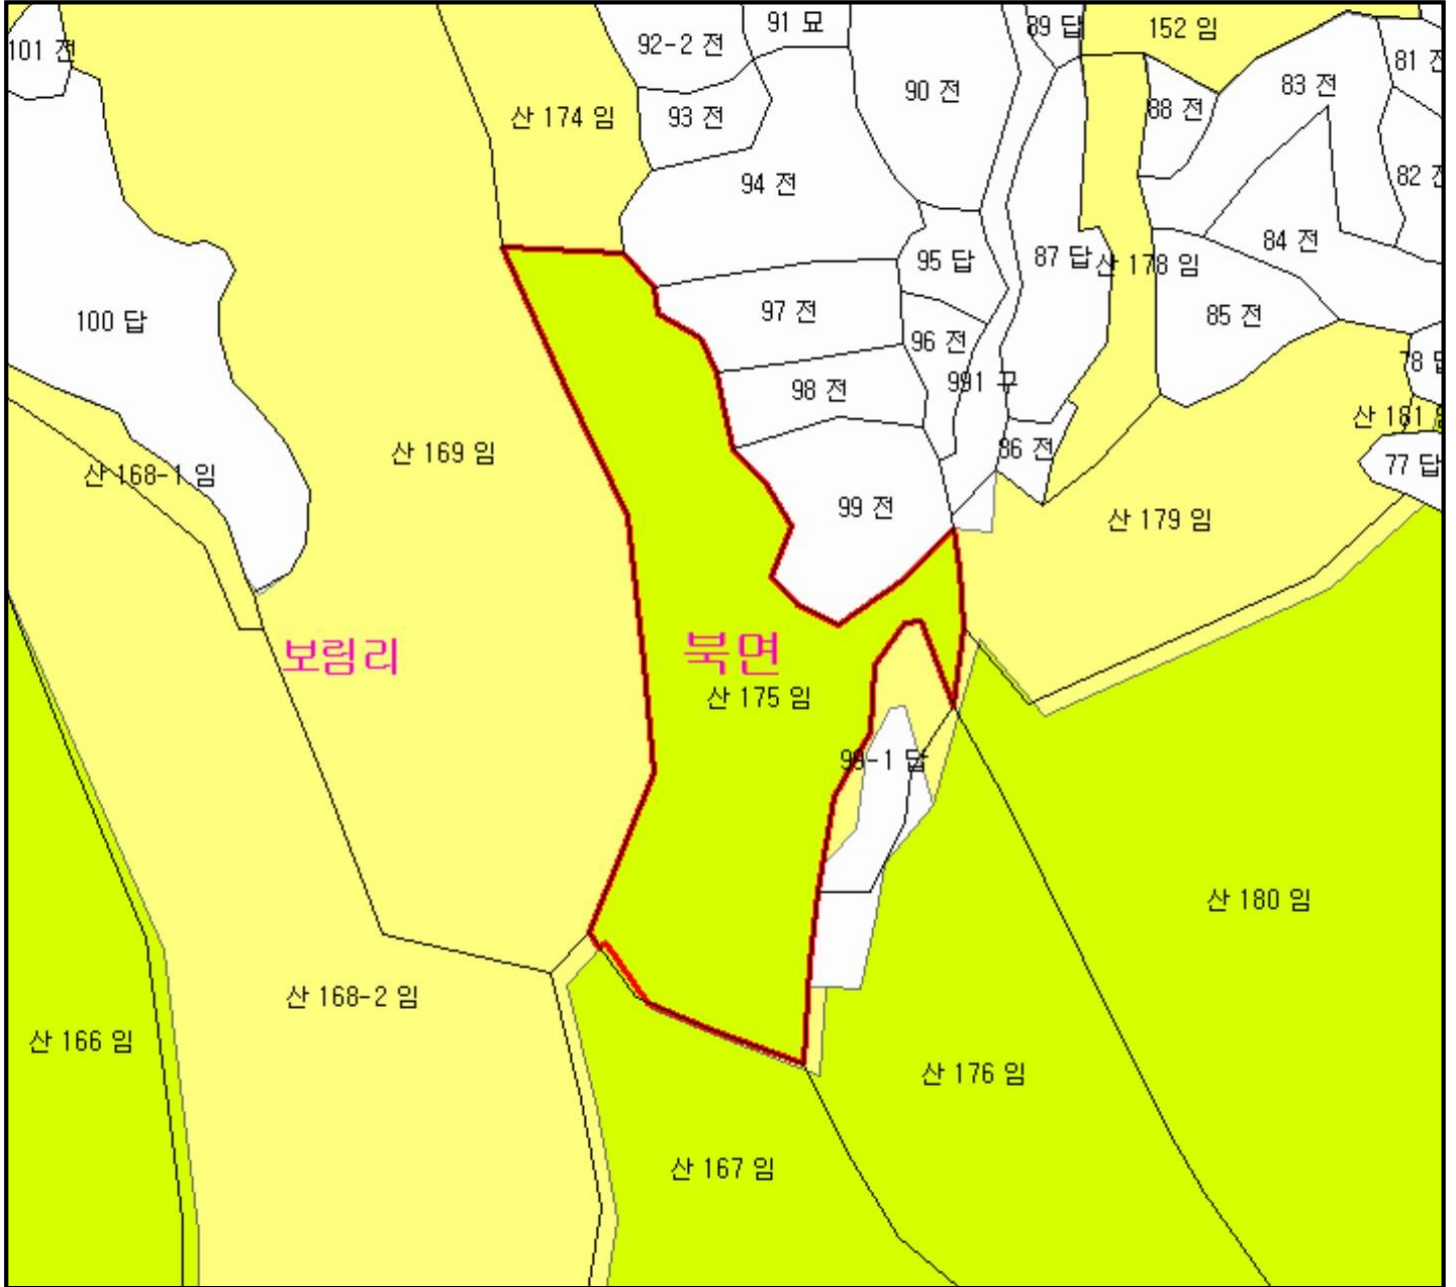 91 묘
89 답
152 임
101 전
92-2 전
81 전
90 전
83 전
산 174 임
93 전
88 전
94 전
82 전
84 전
87 답
95 답
산 178 임
100 답
97 전
85 전
96 전
78 답
991 구
98 전
산 181 임
산 169 임
86 전
77 답
산 168-1 임
99 전
산 179 임
보림리
북면
산 175 임
99-1 답
산 180 임
산 168-2 임
산 166 임
산 176 임
산 167 임